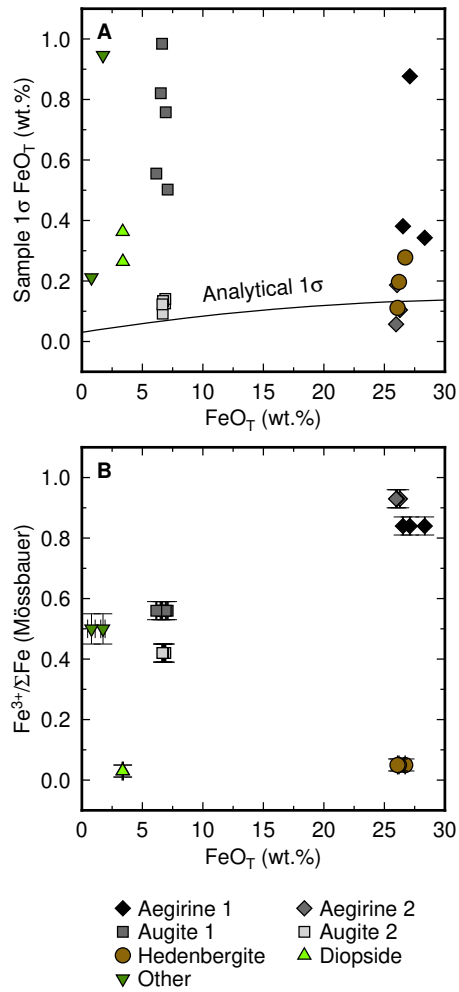 A
1.0
0.8
0.6
0.4
0.2
0.0
Sample 1σ FeO_T (wt.%)
Analytical 1σ
0 5 10 15 20 25 30
FeO_T (wt.%)
B
1.0
0.8
0.6
0.4
0.2
0.0
Fe³⁺/ΣFe (Mössbauer)
0 5 10 15 20 25 30
FeO_T (wt.%)
Aegirine 1 Aegirine 2
Augite 1 Augite 2
Hedenbergite Diopside
Other